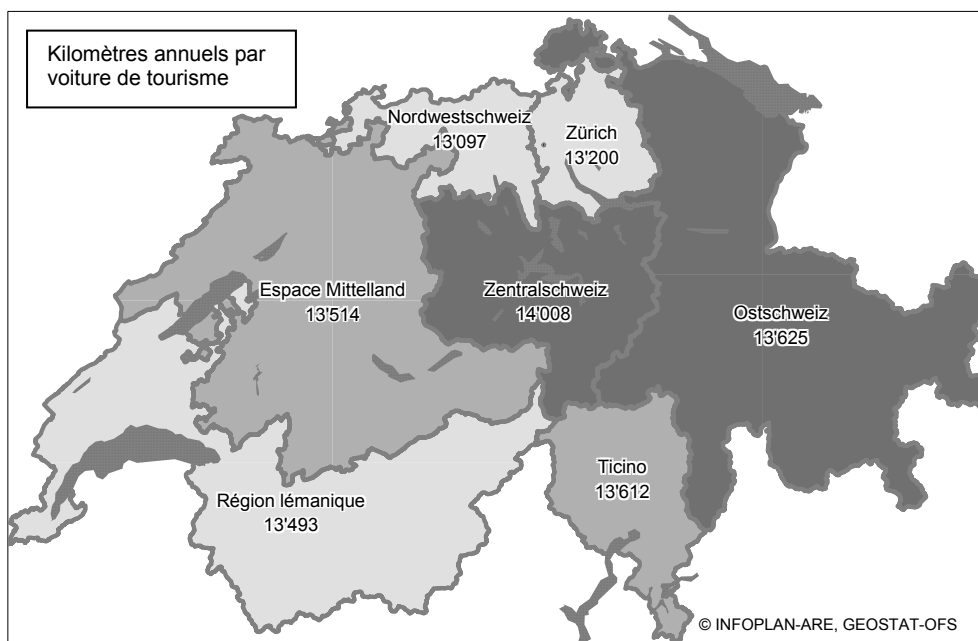 Kilomètres annuels par
voiture de tourisme
Nordwestschweiz
13'097
Zürich
13'200
Espace Mittelland
13'514
Zentralschweiz
14'008
Ostschweiz
13'625
Ticino
13'612
Région lémanique
13'493
© INFOPLAN-ARE, GEOSTAT-OFS